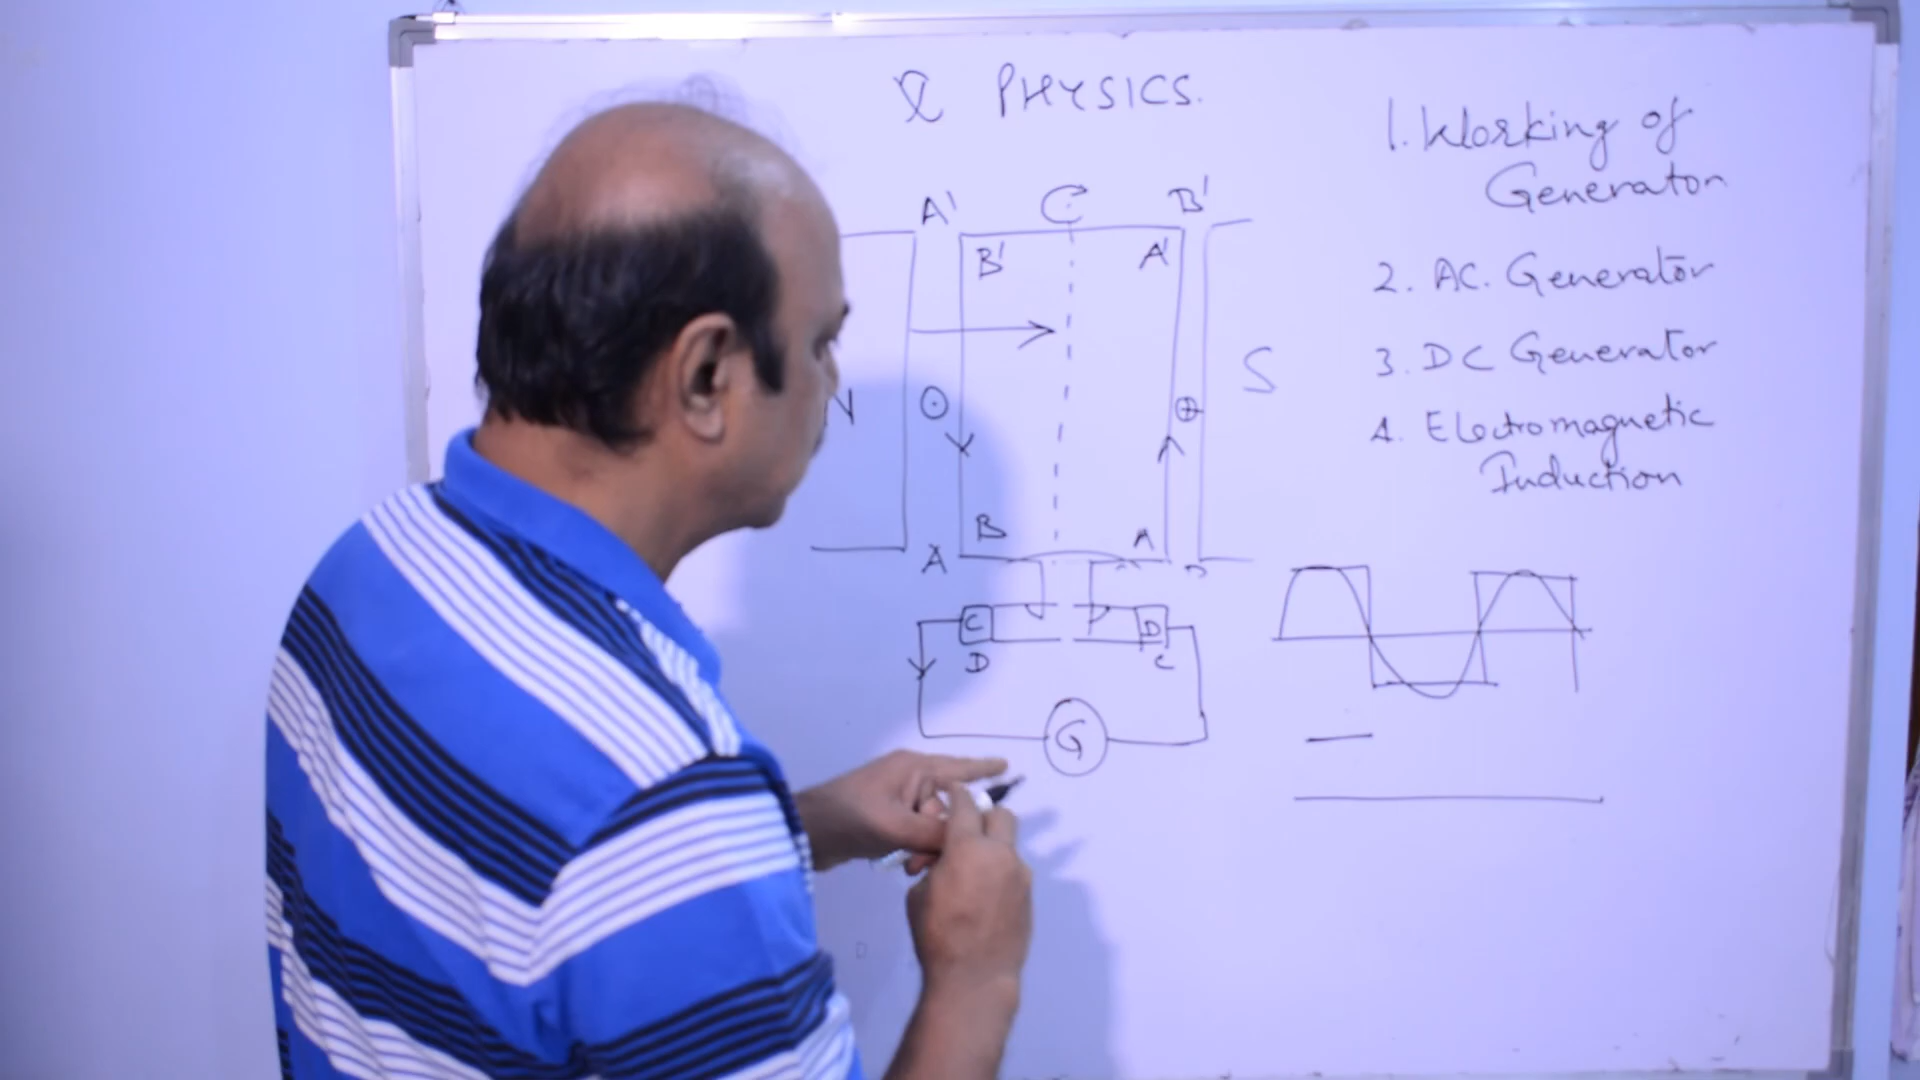 X PHYSICS.
1. Working of
Generator
2. AC. Generator
3. DC Generator
4. Electromagnetic
Induction
A' C B'
B' A'
N S
B A
A
C D
D C
G